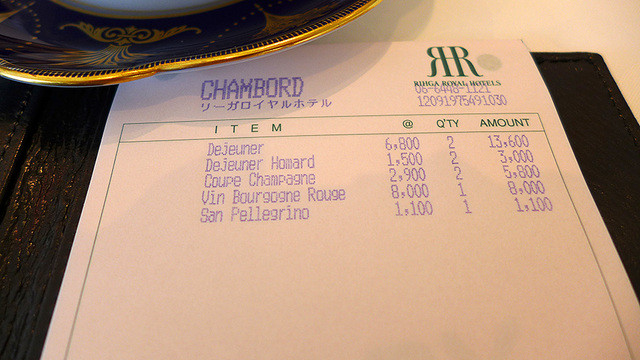 RR
RIHGA ROYAL HOTELS
CHAMBORD
06-6448-1121
リーガロイヤルホテル
12091975491030
ITEM @ Q'TY AMOUNT
Dejeuner 6,800 2 13,600
Dejeuner Homard 1,500 2 3,000
Coupe Champagne 2,900 2 5,800
Vin Bourgogne Rouge 8,000 1 8,000
San Pellegrino 1,100 1 1,100